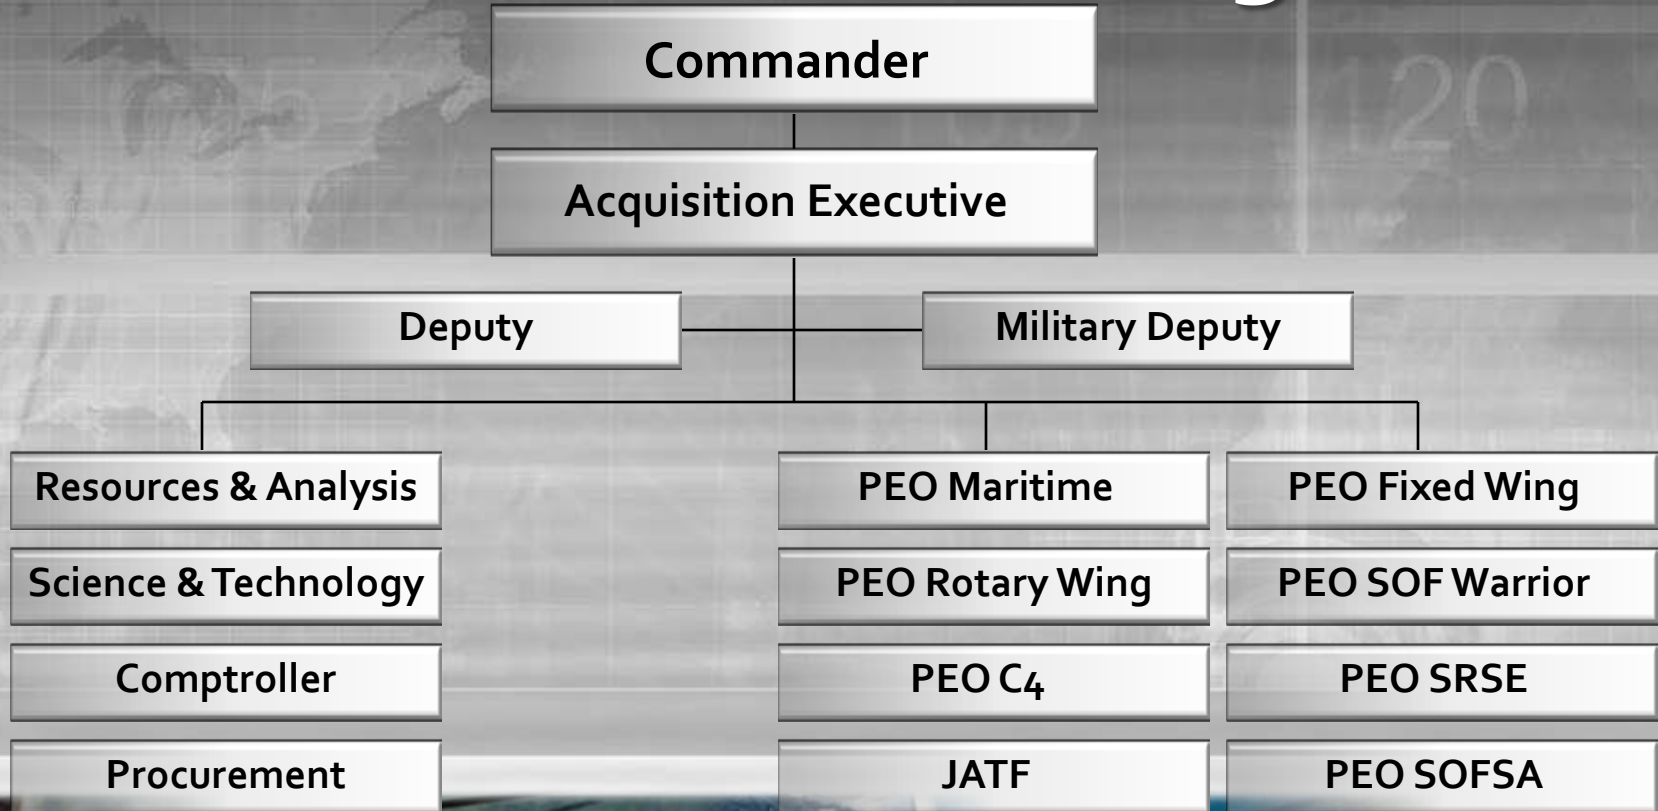 Commander
Acquisition Executive
Deputy
Military Deputy
Resources & Analysis
PEO Maritime
PEO Fixed Wing
Science & Technology
PEO Rotary Wing
PEO SOF Warrior
Comptroller
PEO C4
PEO SRSE
Procurement
JATF
PEO SOFSA
120